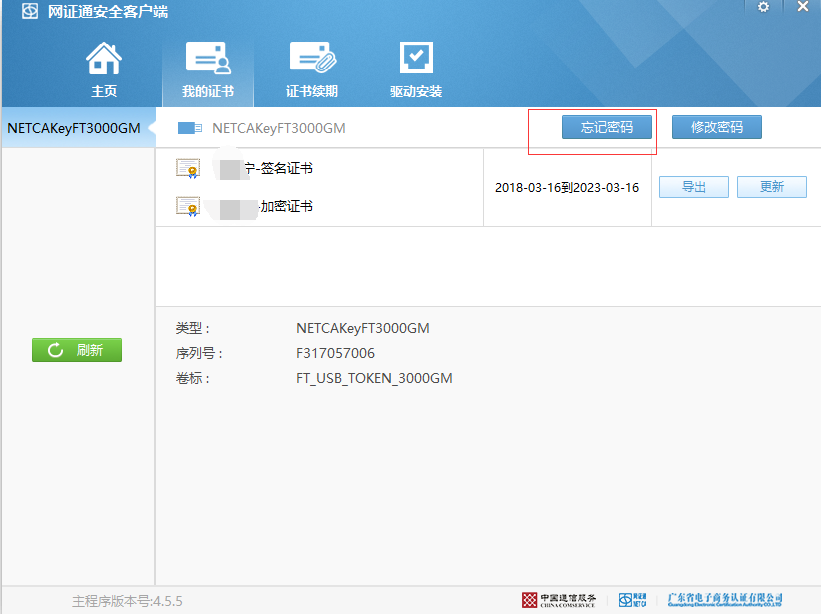 网证通安全客户端
主页
我的证书
证书续期
驱动安装
NETCAKeyFT3000GM
NETCAKeyFT3000GM
忘记密码
修改密码
宁-签名证书
-加密证书
2018-03-16到2023-03-16
导出
更新
刷新
类型：
NETCAKeyFT3000GM
序列号：
F317057006
卷标：
FT_USB_TOKEN_3000GM
主程序版本号:4.5.5
中国通信服务
CHINA COMSERVICE
网证通
NETCA
广东省电子商务认证有限公司
Guangdong Electronic Certification Authority CO.LTD